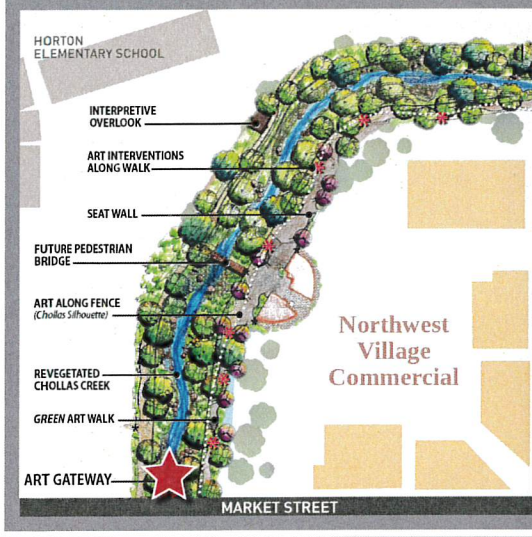 HORTON
ELEMENTARY SCHOOL
INTERPRETIVE
OVERLOOK
ART INTERVENTIONS
ALONG WALK
SEAT WALL
FUTURE PEDESTRIAN
BRIDGE
ART ALONG FENCE
(Chollas Silhouette)
Northwest
Village
Commercial
REVEGETATED
CHOLLAS CREEK
GREEN ART WALK
ART GATEWAY
MARKET STREET